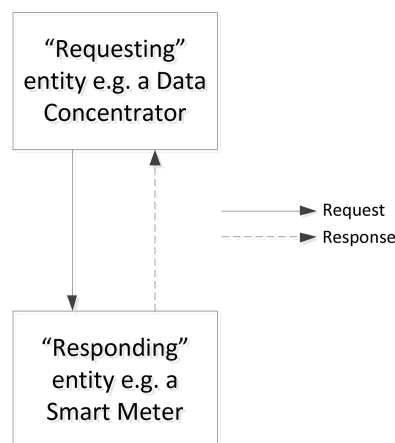 “Requesting”
entity e.g. a Data
Concentrator
Request
Response
“Responding”
entity e.g. a
Smart Meter